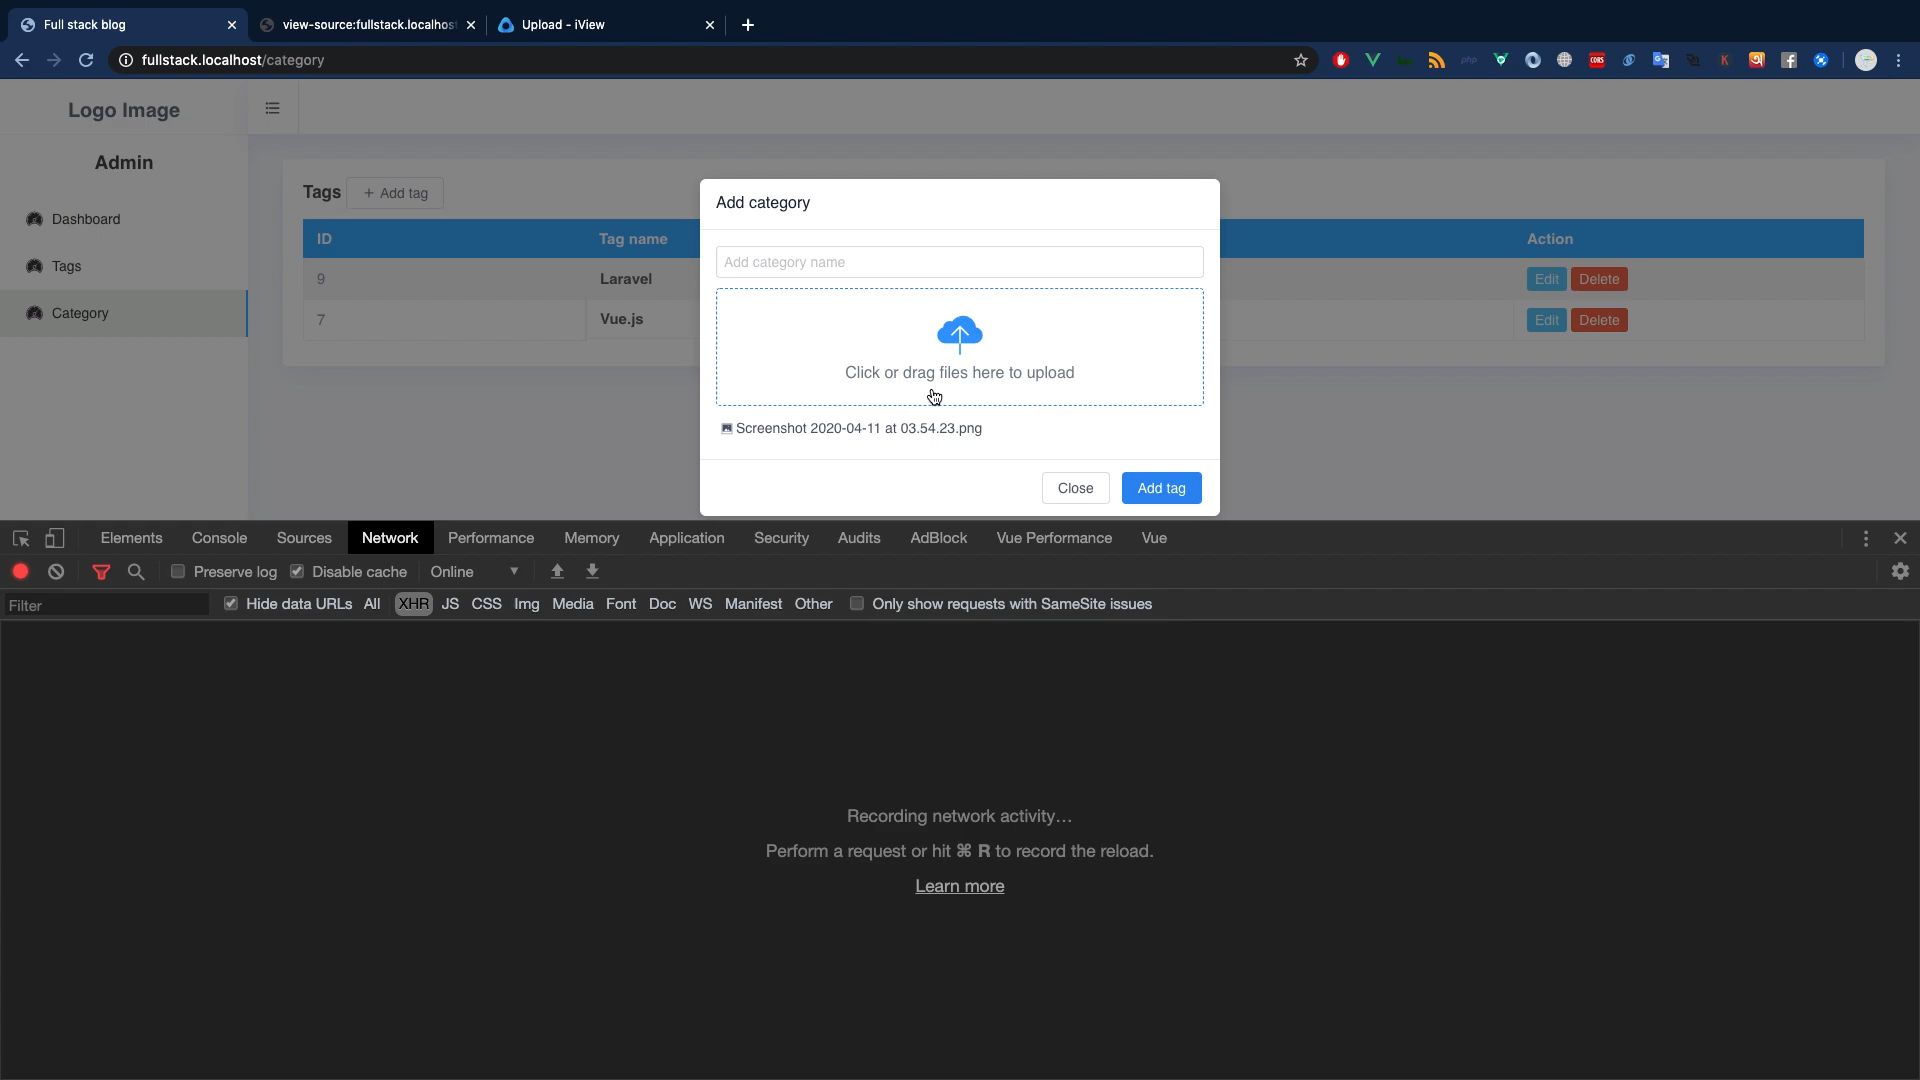 Full stack blog
view-source:fullstack.localhos
Upload - iView
fullstack.localhost/category
php
CORS
K
Logo Image
Admin
Dashboard
Tags
Category
Tags
+ Add tag
ID
Tag name
Action
9
Laravel
Edit
Delete
7
Vue.js
Edit
Delete
Add category
Add category name
Click or drag files here to upload
Screenshot 2020-04-11 at 03.54.23.png
Close
Add tag
Elements
Console
Sources
Network
Performance
Memory
Application
Security
Audits
AdBlock
Vue Performance
Vue
Preserve log
Disable cache
Online
Filter
Hide data URLs
All
XHR
JS
CSS
Img
Media
Font
Doc
WS
Manifest
Other
Only show requests with SameSite issues
Recording network activity…
Perform a request or hit ⌘ R to record the reload.
Learn more